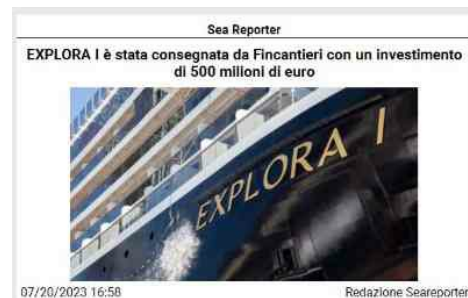 Sea Reporter
EXPLORA I è stata consegnata da Fincantieri con un investimento
di 500 milioni di euro
EXPLORA I
07/20/2023 16:58
Redazione Seareporter